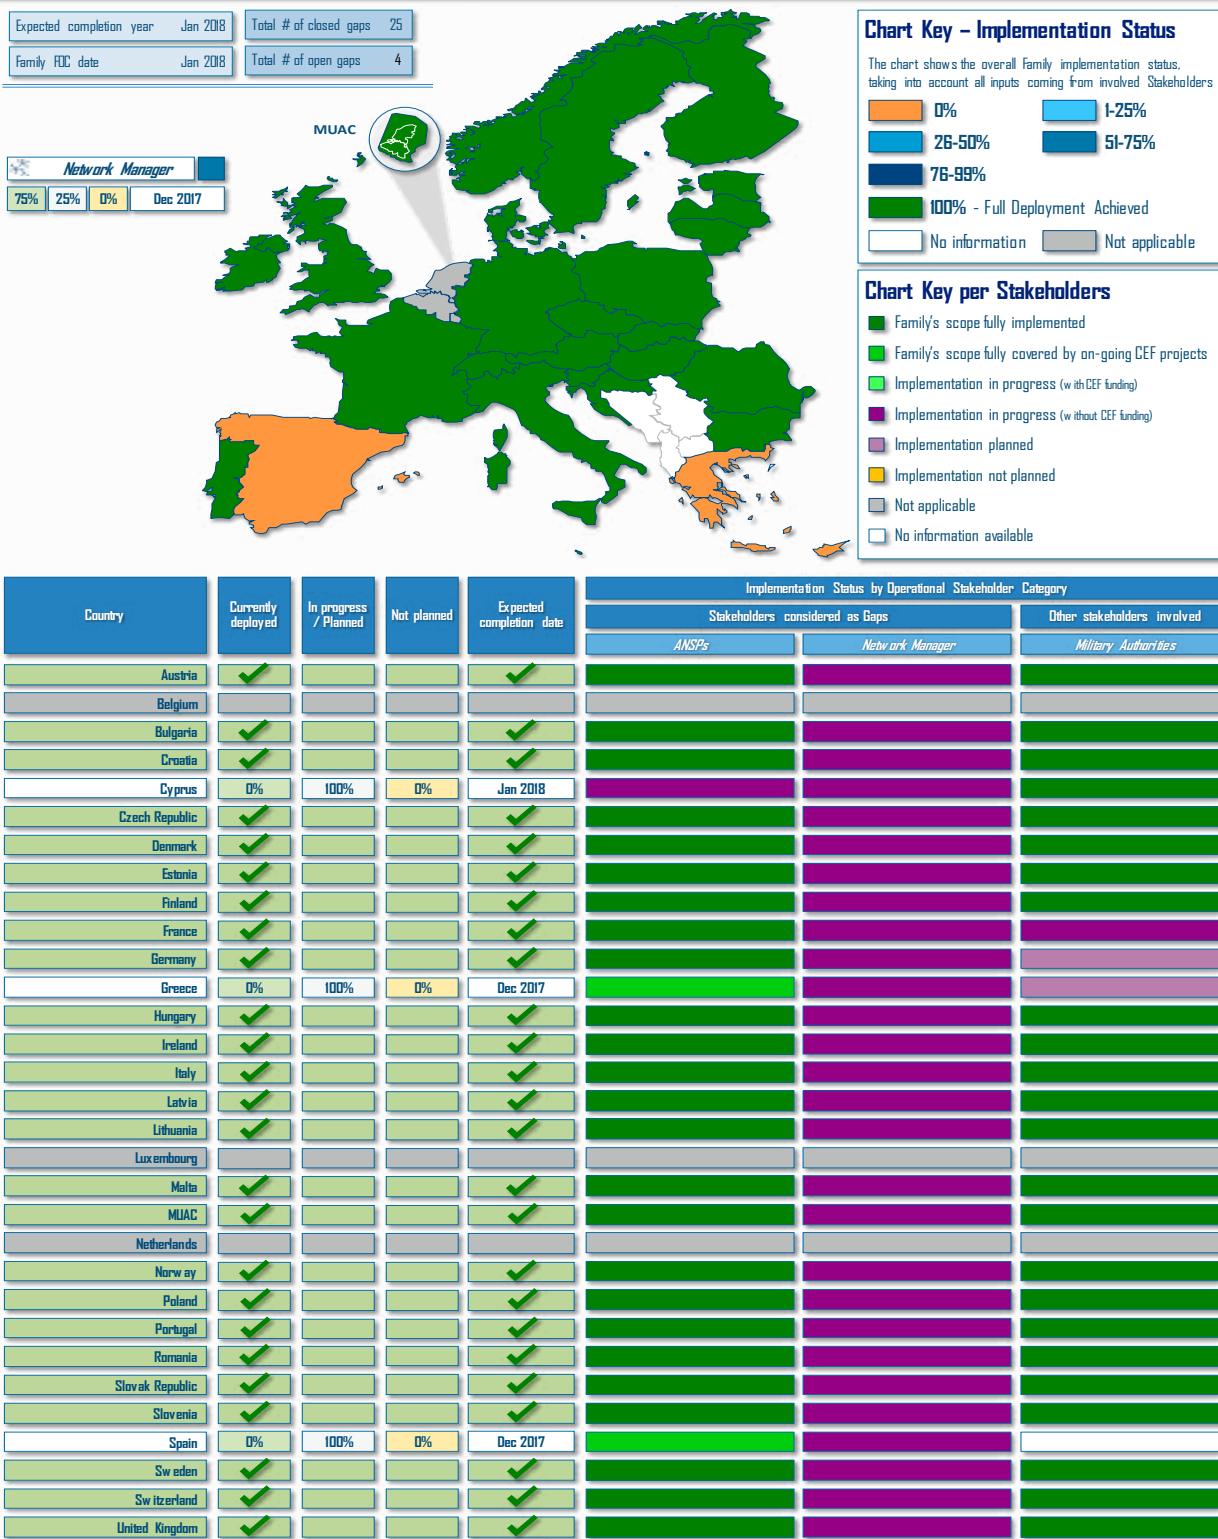 Expected completion year Jan 2018
Family FOC date Jan 2018
Total # of closed gaps 25
Total # of open gaps 4
MUAC
Network Manager
75% 25% 0% Dec 2017
Chart Key – Implementation Status
The chart shows the overall Family implementation status,
taking into account all inputs coming from involved Stakeholders
0% 1-25%
26-50% 51-75%
76-99%
100% - Full Deployment Achieved
No information Not applicable
Chart Key per Stakeholders
Family's scope fully implemented
Family's scope fully covered by on-going CEF projects
Implementation in progress (with CEF funding)
Implementation in progress (without CEF funding)
Implementation planned
Implementation not planned
Not applicable
No information available
Country
Currently
deployed
In progress
/ Planned
Not planned
Expected
completion date
Implementation Status by Operational Stakeholder Category
Stakeholders considered as Gaps
Other stakeholders involved
ANSPs
Network Manager
Military Authorities
Austria
Belgium
Bulgaria
Croatia
Cyprus 0% 100% 0% Jan 2018
Czech Republic
Denmark
Estonia
Finland
France
Germany
Greece 0% 100% 0% Dec 2017
Hungary
Ireland
Italy
Latvia
Lithuania
Luxembourg
Malta
MUAC
Netherlands
Norway
Poland
Portugal
Romania
Slovak Republic
Slovenia
Spain 0% 100% 0% Dec 2017
Sweden
Switzerland
United Kingdom